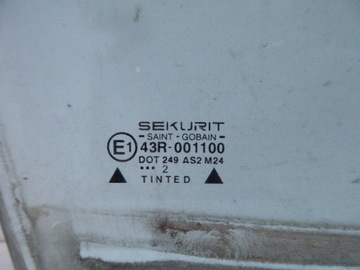 SEKURIT
SAINT - GOBAIN
E1 43R-001100
DOT 249 AS2 M24
••• 2
TINTED